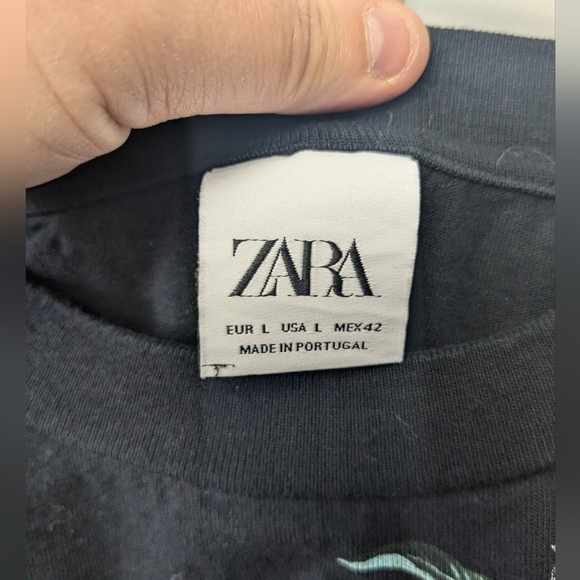 ZARA
EUR L USA L MEX 42
MADE IN PORTUGAL